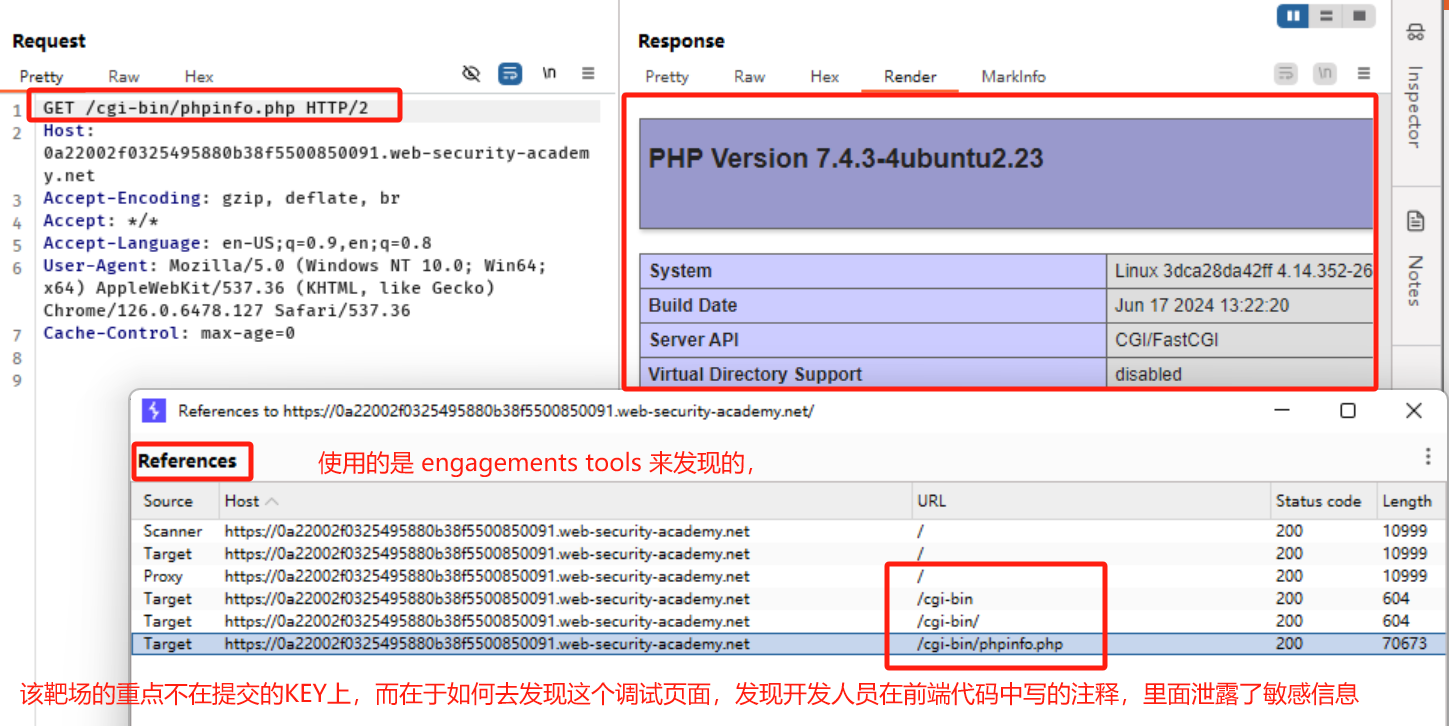 Request
Pretty Raw Hex \n
1 GET /cgi-bin/phpinfo.php HTTP/2
2 Host:
0a22002f0325495880b38f5500850091.web-security-academ
y.net
3 Accept-Encoding: gzip, deflate, br
4 Accept: */*
5 Accept-Language: en-US;q=0.9,en;q=0.8
6 User-Agent: Mozilla/5.0 (Windows NT 10.0; Win64;
x64) AppleWebKit/537.36 (KHTML, like Gecko)
Chrome/126.0.6478.127 Safari/537.36
7 Cache-Control: max-age=0
8
9
Response
Pretty Raw Hex Render MarkInfo \n
PHP Version 7.4.3-4ubuntu2.23
System Linux 3dca28da42ff 4.14.352-26
Build Date Jun 17 2024 13:22:20
Server API CGI/FastCGI
Virtual Directory Support disabled
Inspector
Notes
References to https://0a22002f0325495880b38f5500850091.web-security-academy.net/
References
使用的是 engagements tools 来发现的，
Source Host URL Status code Length
Scanner https://0a22002f0325495880b38f5500850091.web-security-academy.net / 200 10999
Target https://0a22002f0325495880b38f5500850091.web-security-academy.net / 200 10999
Proxy https://0a22002f0325495880b38f5500850091.web-security-academy.net / 200 10999
Target https://0a22002f0325495880b38f5500850091.web-security-academy.net /cgi-bin 200 604
Target https://0a22002f0325495880b38f5500850091.web-security-academy.net /cgi-bin/ 200 604
Target https://0a22002f0325495880b38f5500850091.web-security-academy.net /cgi-bin/phpinfo.php 200 70673
该靶场的重点不在提交的KEY上，而在于如何去发现这个调试页面，发现开发人员在前端代码中写的注释，里面泄露了敏感信息